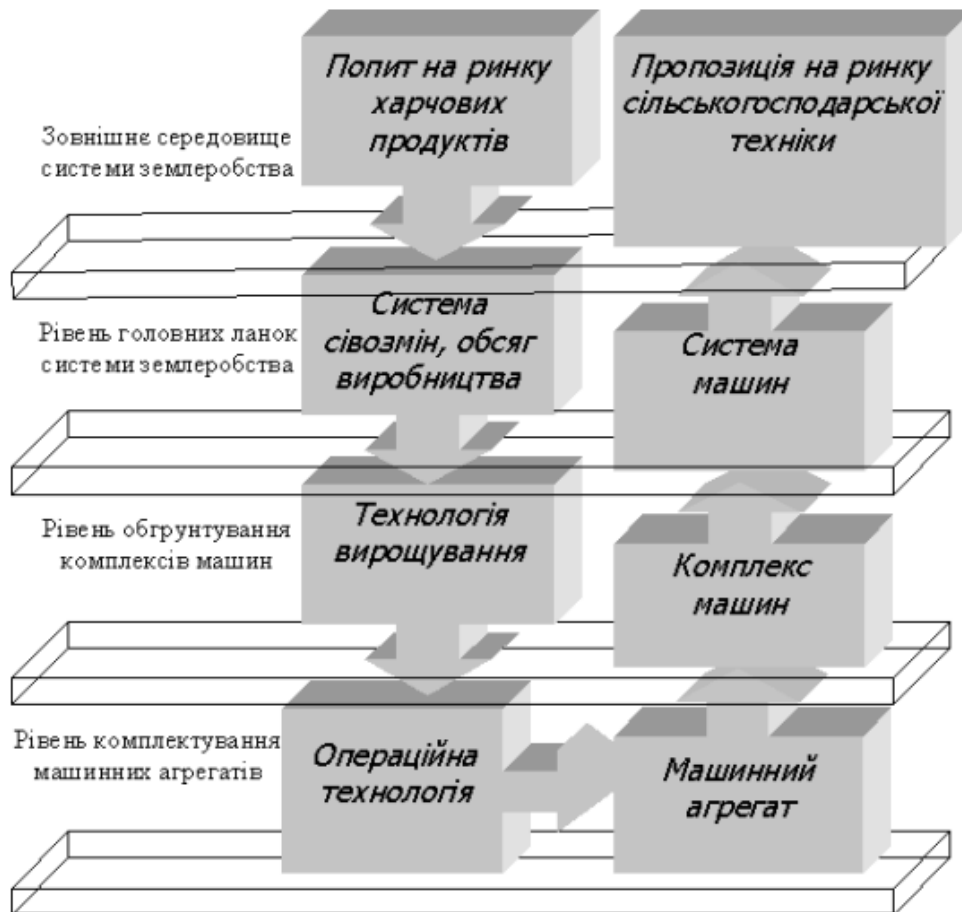 Попит на ринку
харчових
продуктів
Пропозиція на ринку
сільськогосподарської
техніки
Зовнішнє середовище
системи землеробства
Рівень головних ланок
системи землеробства
Система
сівозмін, обсяг
виробництва
Система
машин
Рівень обгрунтування
комплексів машин
Технологія
вирощування
Комплекс
машин
Рівень комплектування
машинних агрегатів
Операційна
технологія
Машинний
агрегат